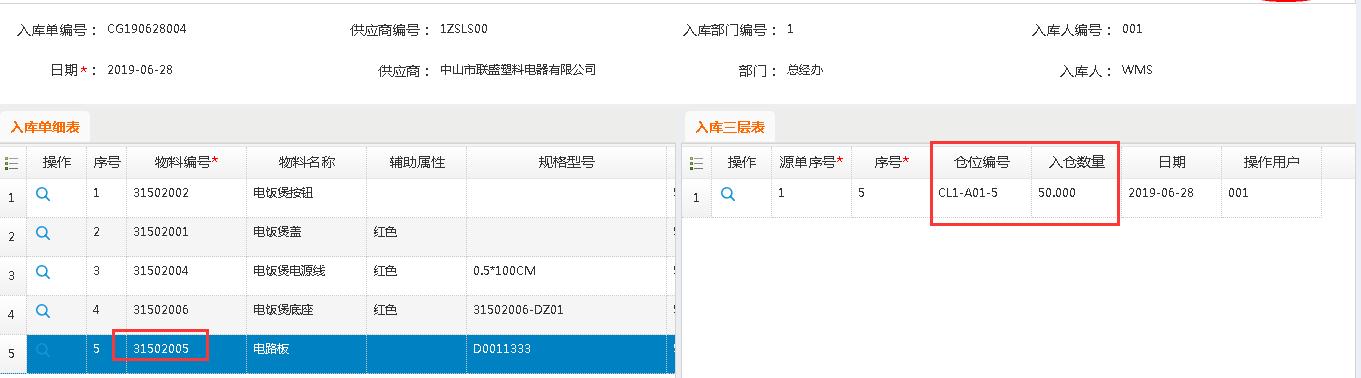 入库单编号： CG190628004 供应商编号： 1ZSLS00 入库部门编号： 1 入库人编号： 001
日期*： 2019-06-28 供应商： 中山市联盛塑料电器有限公司 部门： 总经办 入库人： WMS
入库单细表
操作 序号 物料编号* 物料名称 辅助属性 规格型号
1 1 31502002 电饭煲按钮
2 2 31502001 电饭煲盖 红色
3 3 31502004 电饭煲电源线 红色 0.5*100CM
4 4 31502006 电饭煲底座 红色 31502006-DZ01
5 5 31502005 电路板 D0011333
入库三层表
操作 源单序号* 序号* 仓位编号 入仓数量 日期 操作用户
1 1 5 CL1-A01-5 50.000 2019-06-28 001